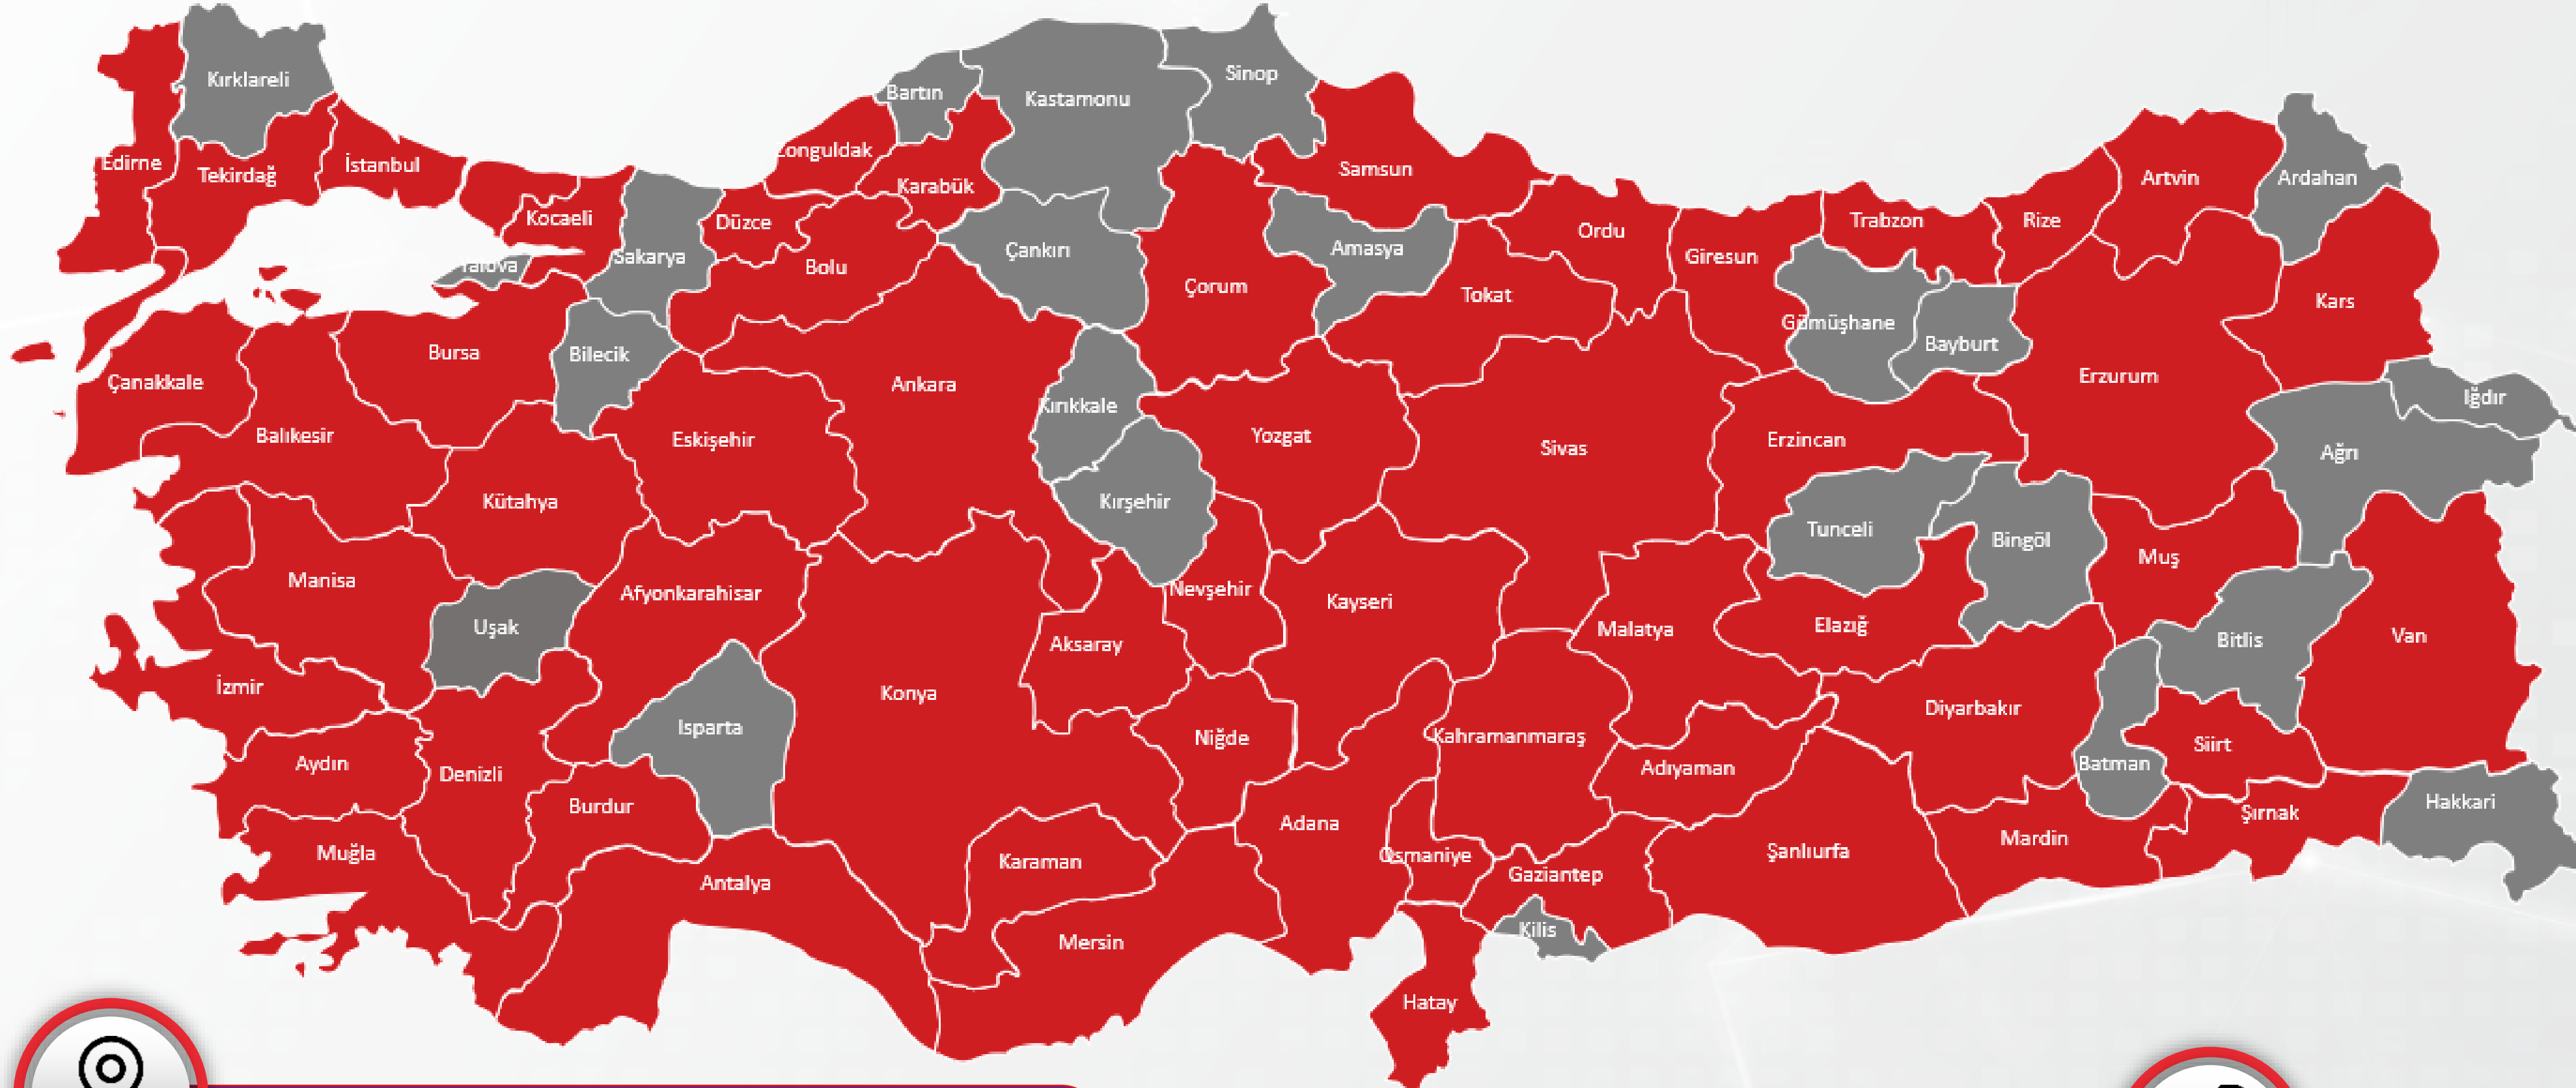 Kırklareli
Sinop
Bartın
Kastamonu
Edirne
Tekirdağ
İstanbul
Zonguldak
Karabük
Samsun
Artvin
Ardahan
Kocaeli
Düzce
Ordu
Trabzon
Rize
Yalova
Sakarya
Bolu
Çankırı
Amasya
Giresun
Çorum
Tokat
Kars
Gümüşhane
Bayburt
Bursa
Bilecik
Çanakkale
Ankara
Erzurum
Iğdır
Kırıkkale
Balıkesir
Eskişehir
Yozgat
Sivas
Erzincan
Ağrı
Kütahya
Kırşehir
Tunceli
Bingöl
Muş
Manisa
Afyonkarahisar
Nevşehir
Kayseri
Uşak
Malatya
Elazığ
Bitlis
Van
Aksaray
İzmir
Konya
Isparta
Diyarbakır
Niğde
Kahramanmaraş
Siirt
Aydın
Denizli
Adıyaman
Batman
Burdur
Hakkari
Adana
Şırnak
Mardin
Muğla
Karaman
Osmaniye
Şanlıurfa
Antalya
Gaziantep
Kilis
Mersin
Hatay